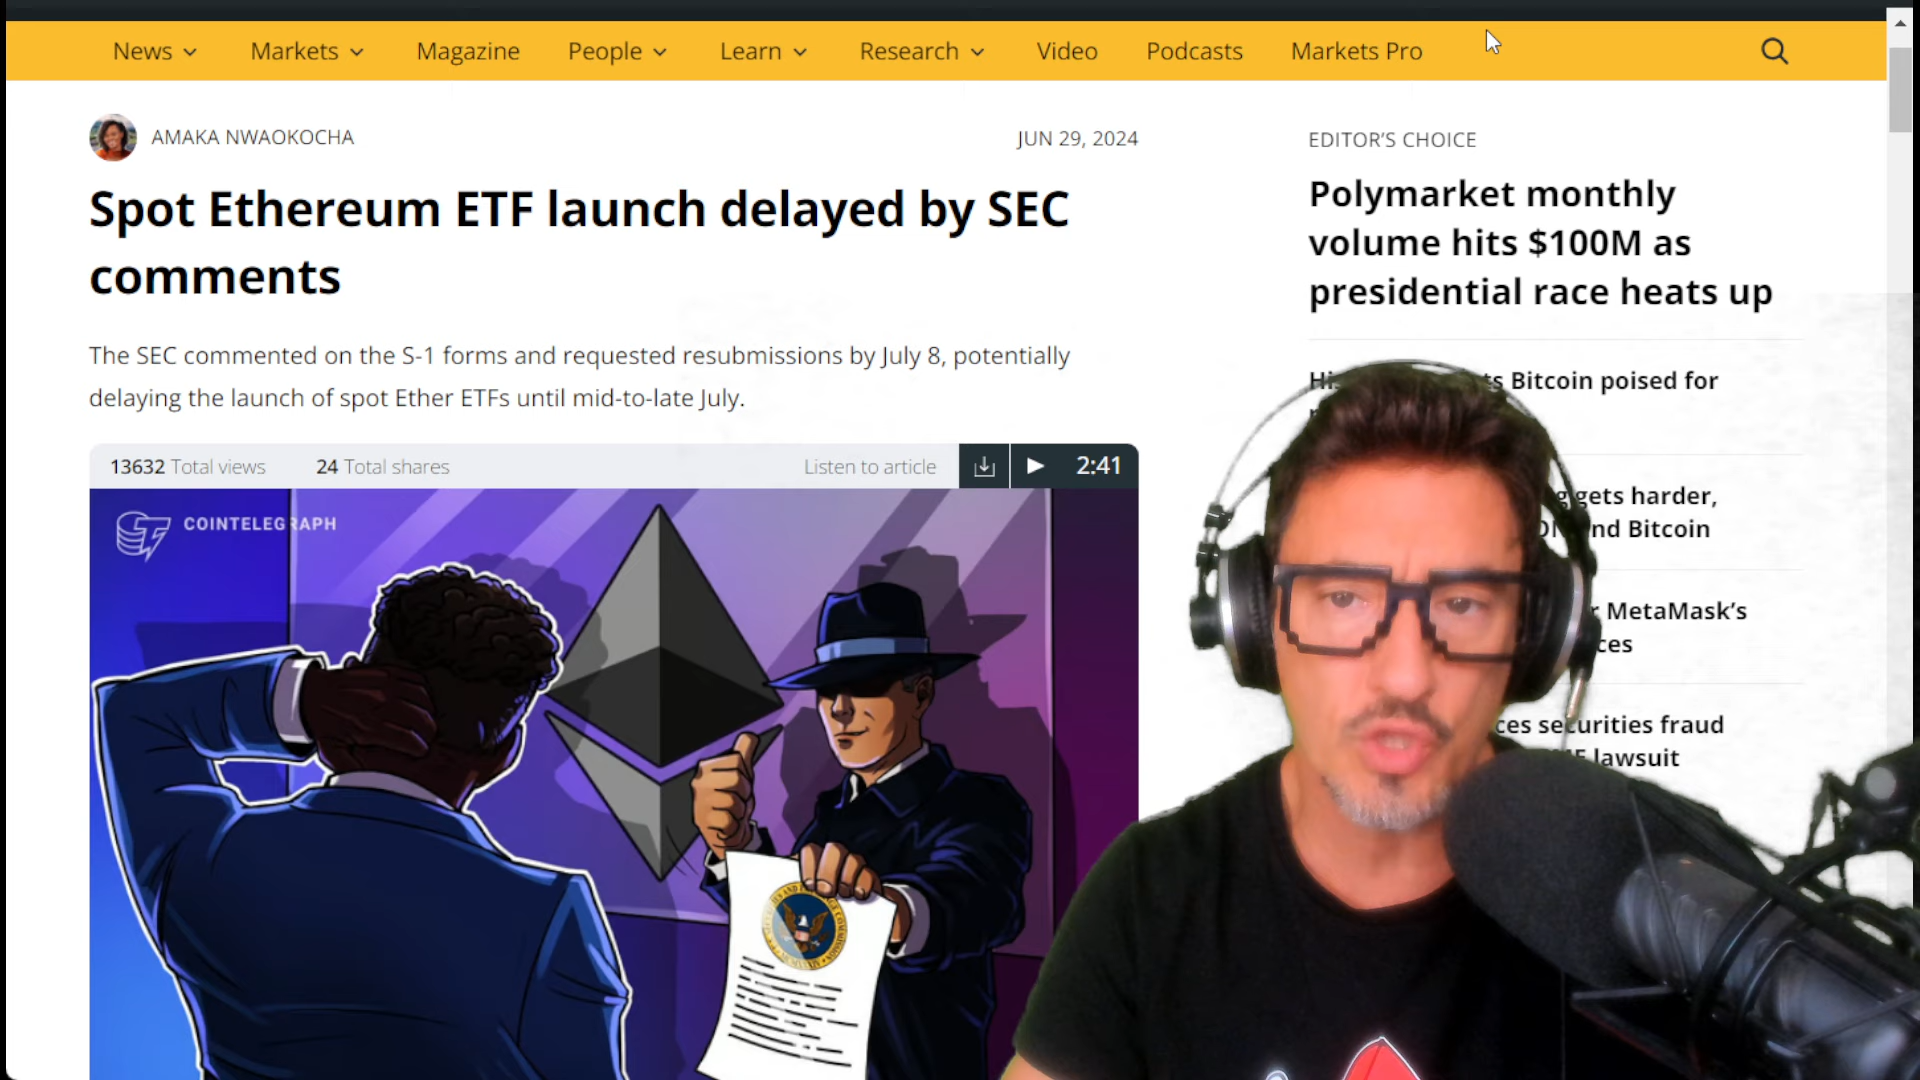 News
Markets
Magazine
People
Learn
Research
Video
Podcasts
Markets Pro
AMAKA NWAOKOCHA
JUN 29, 2024
Spot Ethereum ETF launch delayed by SEC
comments
The SEC commented on the S-1 forms and requested resubmissions by July 8, potentially
delaying the launch of spot Ether ETFs until mid-to-late July.
13632 Total views
24 Total shares
Listen to article
2:41
COINTELEGRAPH
EDITOR'S CHOICE
Polymarket monthly
volume hits $100M as
presidential race heats up
Bitcoin poised for
gets harder,
Bitcoin
MetaMask's
securities fraud
lawsuit